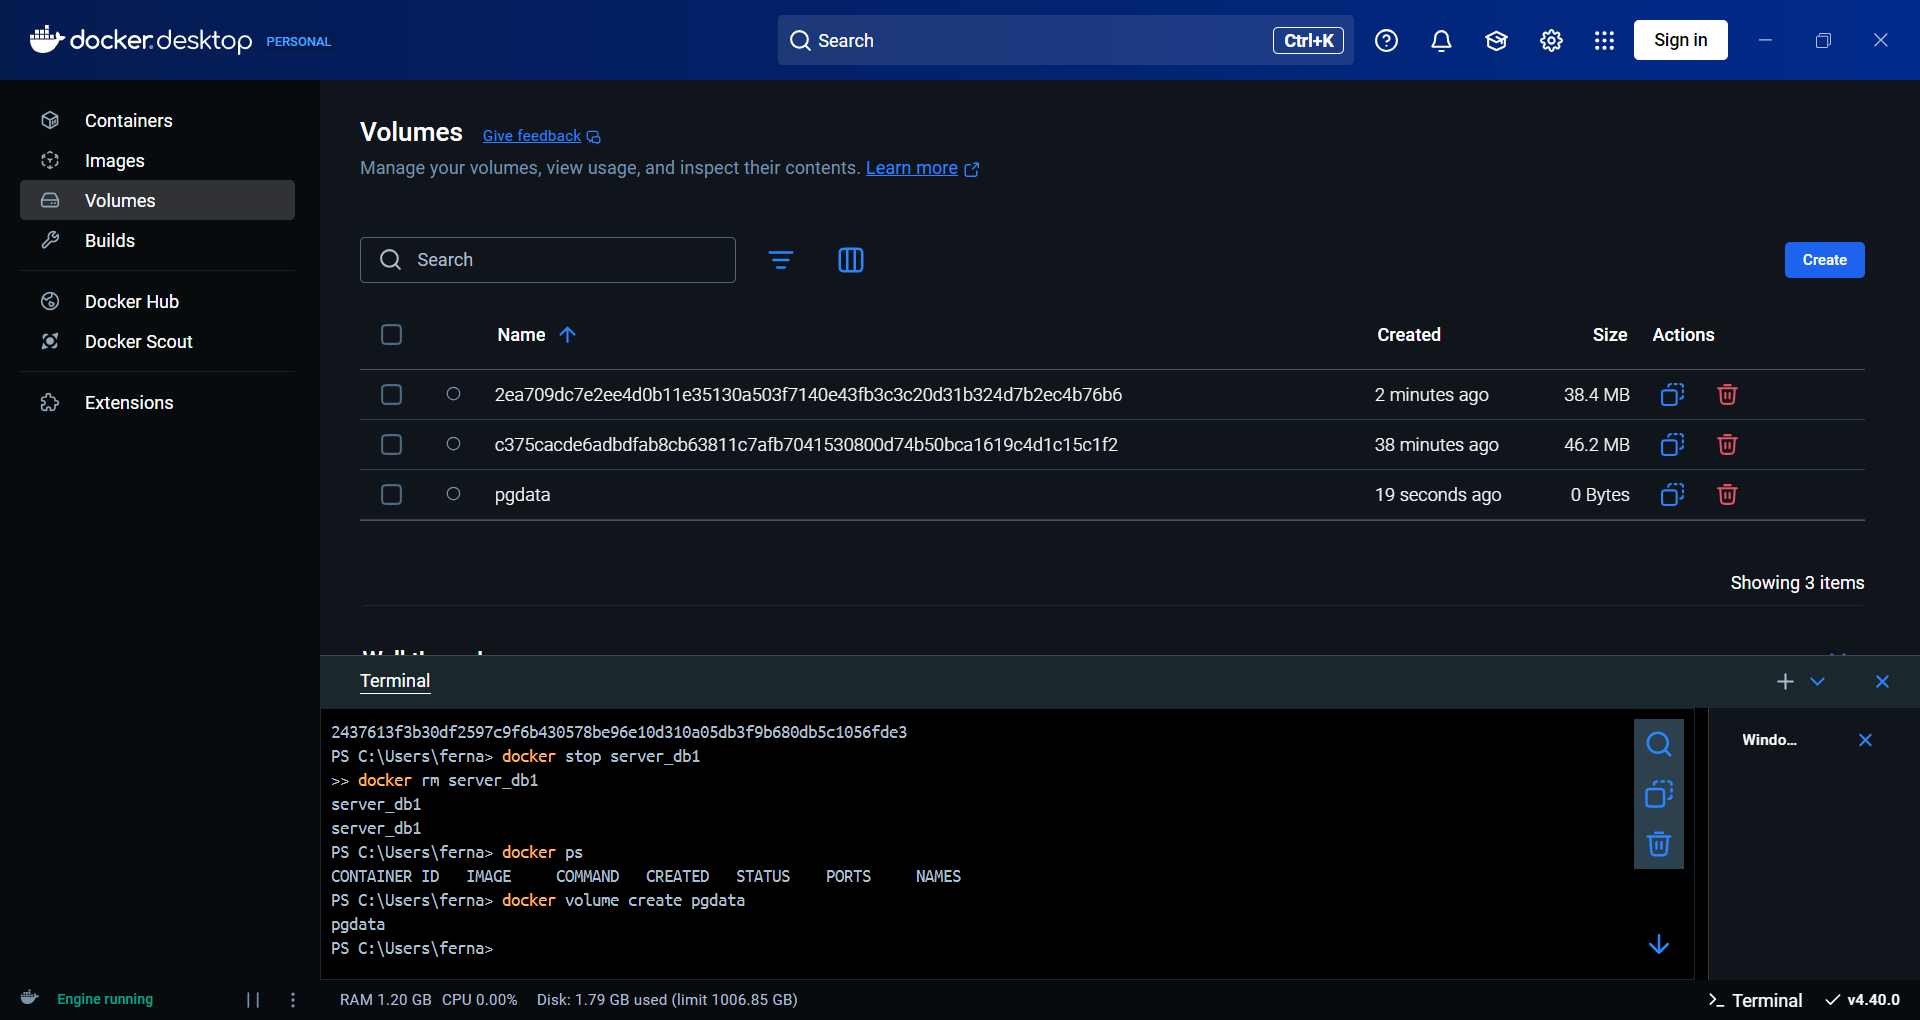 docker.desktop PERSONAL
Search Ctrl+K
Sign in
Containers
Images
Volumes
Builds
Docker Hub
Docker Scout
Extensions
Volumes Give feedback
Manage your volumes, view usage, and inspect their contents. Learn more
Search
Create
Name Created Size Actions
2ea709dc7e2ee4d0b11e35130a503f7140e43fb3c3c20d31b324d7b2ec4b76b6 2 minutes ago 38.4 MB
c375cacde6adbdfab8cb63811c7afb7041530800d74b50bca1619c4d1c15c1f2 38 minutes ago 46.2 MB
pgdata 19 seconds ago 0 Bytes
Showing 3 items
Terminal
2437613f3b30df2597c9f6b430578be96e10d310a05db3f9b680db5c1056fde3
PS C:\Users\ferna> docker stop server_db1
>> docker rm server_db1
server_db1
server_db1
PS C:\Users\ferna> docker ps
CONTAINER ID IMAGE COMMAND CREATED STATUS PORTS NAMES
PS C:\Users\ferna> docker volume create pgdata
pgdata
PS C:\Users\ferna>
Windo...
Engine running
RAM 1.20 GB CPU 0.00% Disk: 1.79 GB used (limit 1006.85 GB)
Terminal
v4.40.0